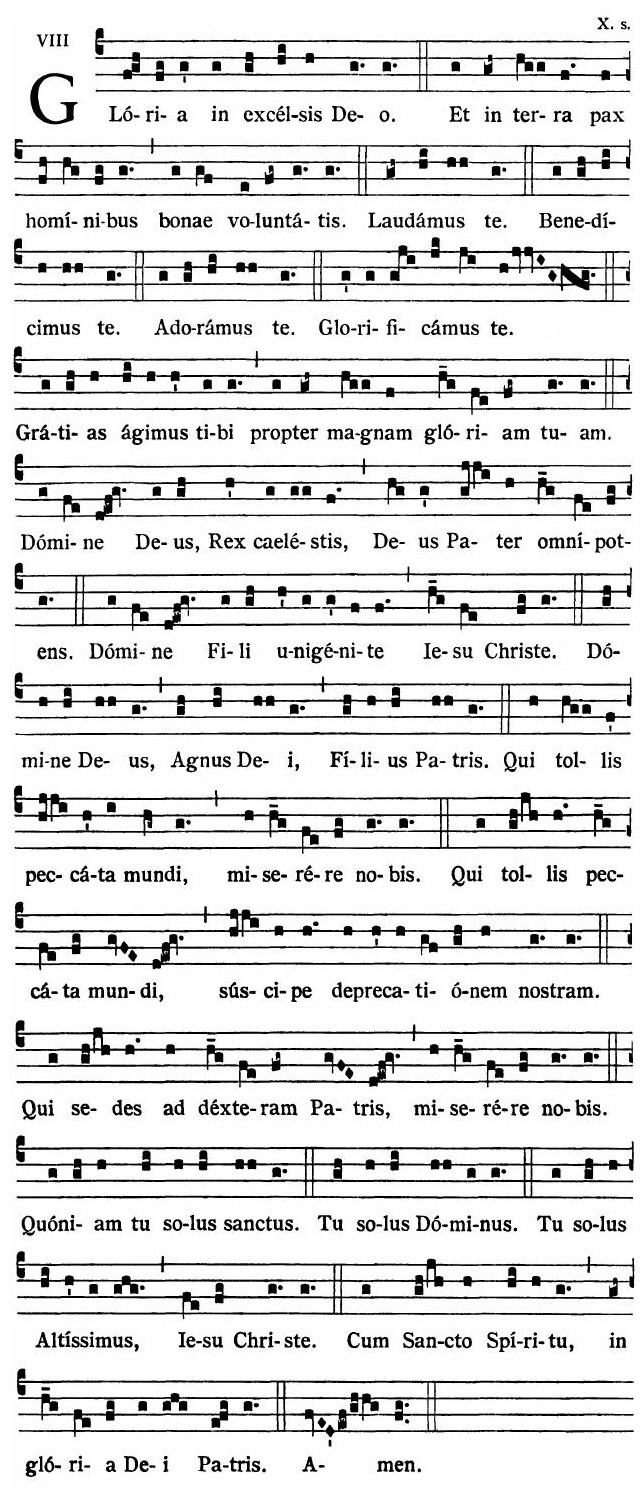 X. s.
VIII
GLó-ri-a in excél-sis De-o. Et in ter-ra pax
homí-ni-bus bonae vo-luntá-tis. Laudámus te. Bene-dí-
cimus te. Ado-rámus te. Glo-ri-fi-cámus te.
Grá-ti-as ágimus ti-bi propter ma-gnam gló-ri-am tu-am.
Dómi-ne De-us, Rex caelé-stis, De-us Pa-ter omní-pot-
ens. Dómi-ne Fi-li u-nigé-ni-te Ie-su Christe. Dó-
mi-ne De-us, Agnus De-i, Fí-li-us Pa-tris. Qui tol-lis
pec-cá-ta mundi, mi-se-ré-re no-bis. Qui tol-lis pec-
cá-ta mun-di, sús-ci-pe depreca-ti-ó-nem nostram.
Qui se-des ad déxte-ram Pa-tris, mi-se-ré-re no-bis.
Quóni-am tu so-lus sanctus. Tu so-lus Dó-mi-nus. Tu so-lus
Altíssimus, Ie-su Chri-ste. Cum San-cto Spí-ri-tu, in
gló-ri-a De-i Pa-tris. A-men.